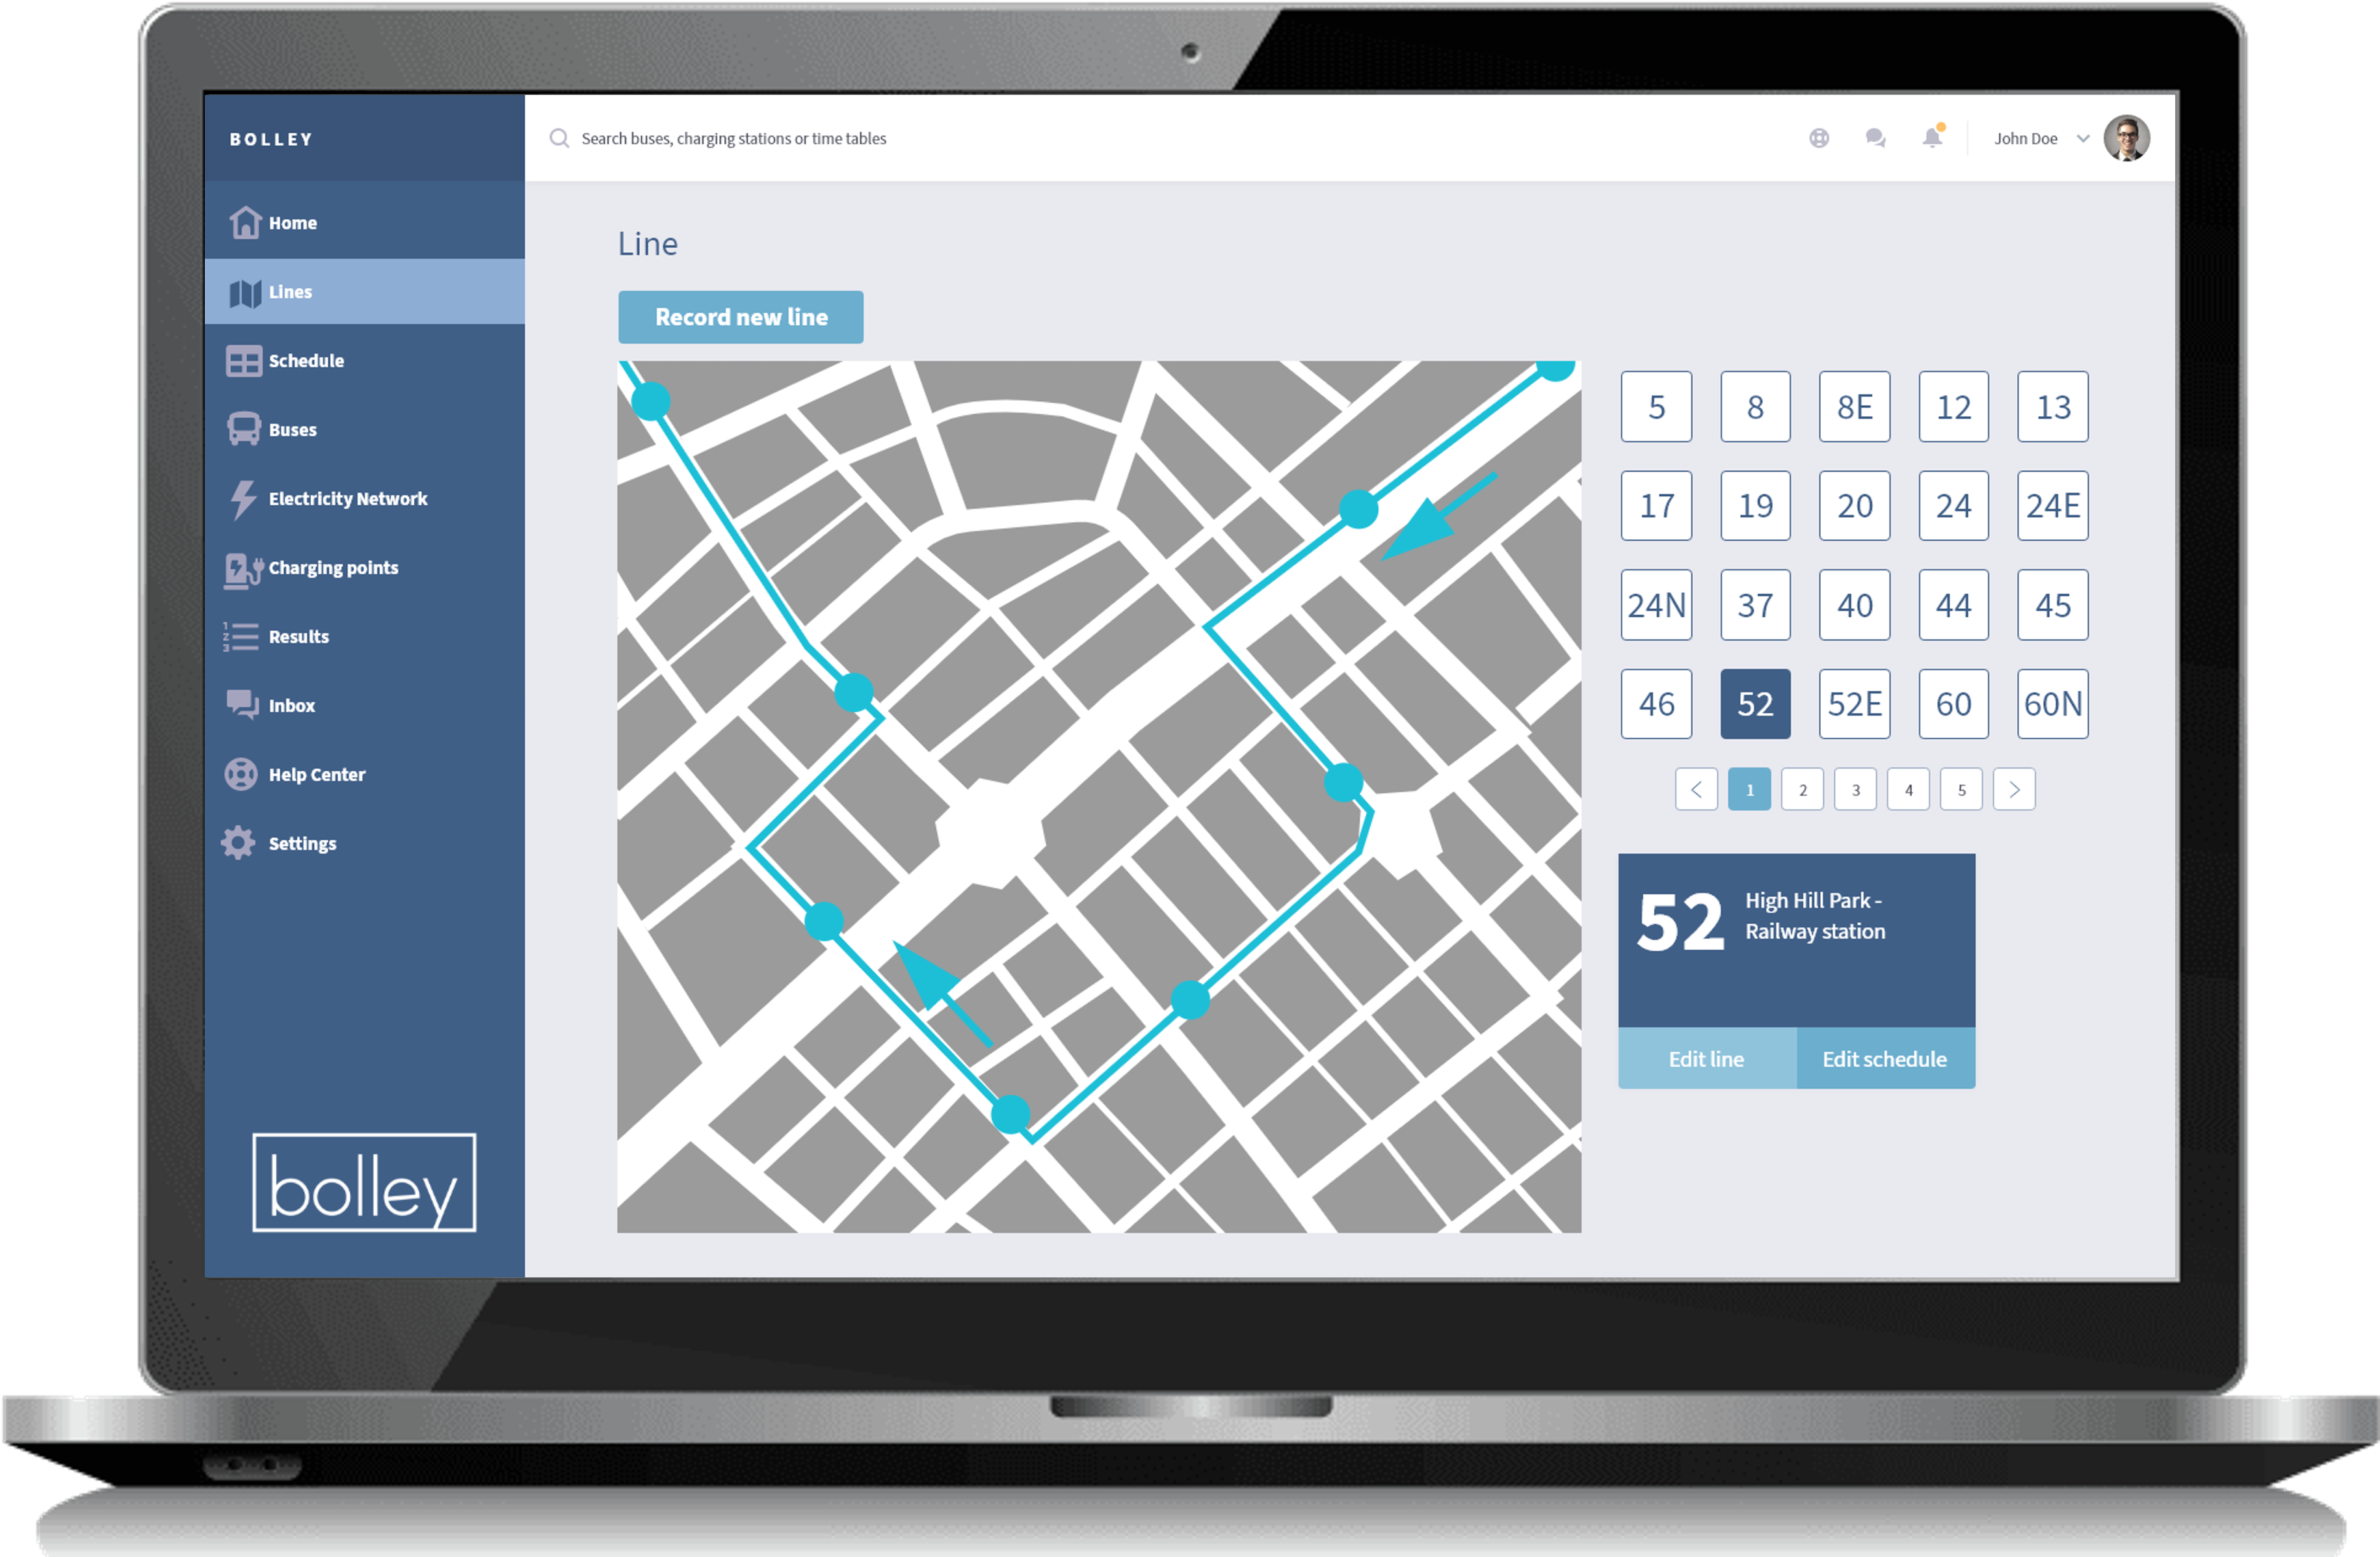 BOLLEY
Search buses, charging stations or time tables
John Doe
Home
Lines
Schedule
Buses
Electricity Network
Charging points
1
2
3
Results
Inbox
Help Center
Settings
bolley
Line
Record new line
5 8 8E 12 13
17 19 20 24 24E
24N 37 40 44 45
46 52 52E 60 60N
< 1 2 3 4 5 >
52
High Hill Park -
Railway station
Edit line Edit schedule